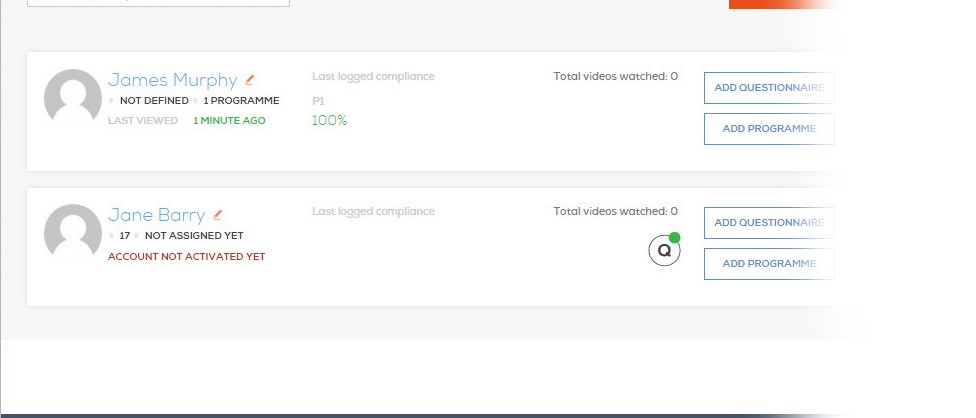 James Murphy
Last logged compliance
Total videos watched: 0
ADD QUESTIONNAIRE
NOT DEFINED 1 PROGRAMME
P1
LAST VIEWED 1 MINUTE AGO
100%
ADD PROGRAMME
Jane Barry
Last logged compliance
Total videos watched: 0
ADD QUESTIONNAIRE
17 NOT ASSIGNED YET
Q
ACCOUNT NOT ACTIVATED YET
ADD PROGRAMME